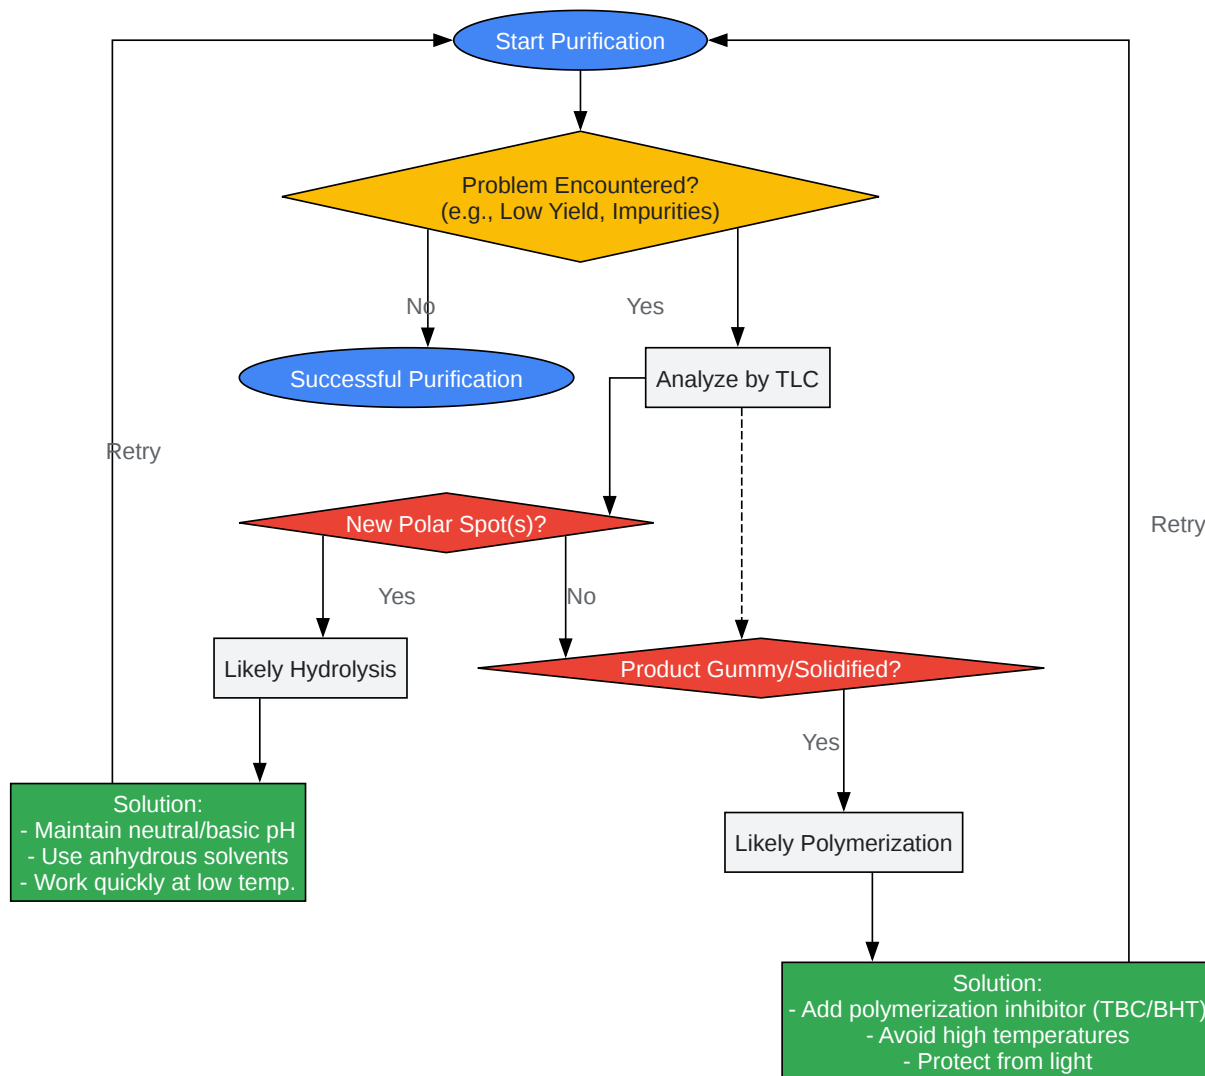 Start Purification
Problem Encountered?
(e.g., Low Yield, Impurities)
No
Yes
Successful Purification
Analyze by TLC
Retry
New Polar Spot(s)?
Retry
Yes
No
Likely Hydrolysis
Product Gummy/Solidified?
Yes
Solution:
- Maintain neutral/basic pH
- Use anhydrous solvents
- Work quickly at low temp.
Likely Polymerization
Solution:
- Add polymerization inhibitor (TBC/BHT)
- Avoid high temperatures
- Protect from light